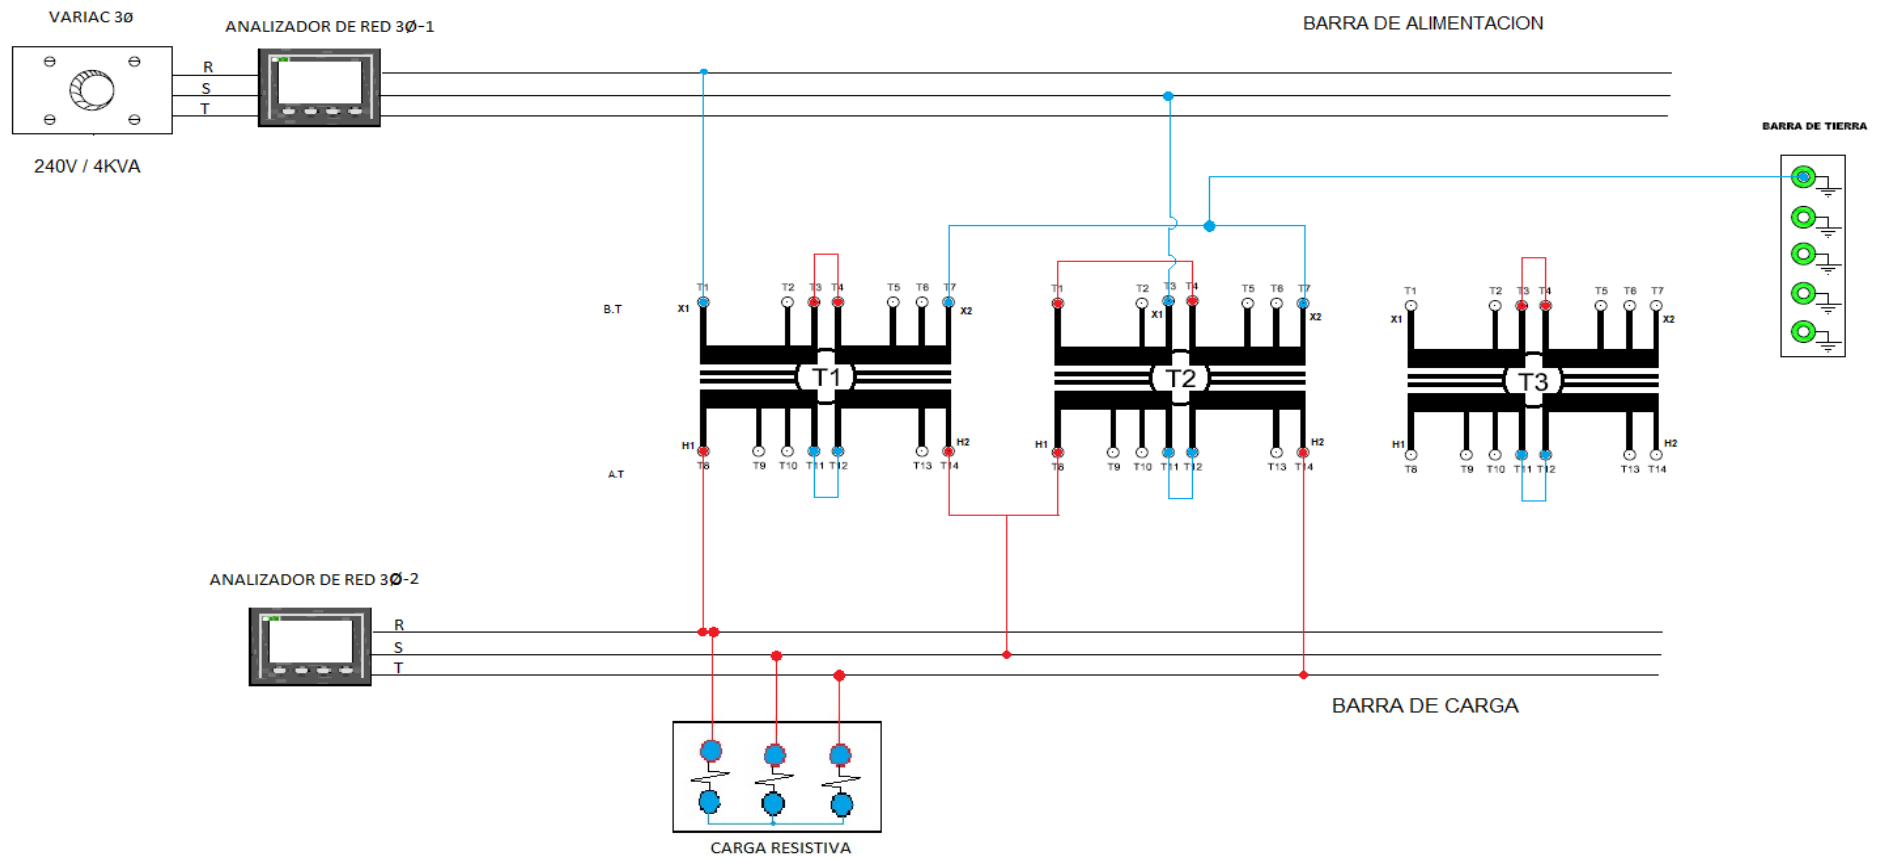 VARIAC 3ø
ANALIZADOR DE RED 3Ø-1
BARRA DE ALIMENTACION
R
S
T
240V / 4KVA
BARRA DE TIERRA
B.T
T1 T2 T3 T4 T5 T6 T7
X1 X2
T1
H1 H2
T8 T9 T10 T11 T12 T13 T14
T1 T2 T3 T4 T5 T6 T7
X1 X2
T2
H1 H2
T8 T9 T10 T11 T12 T13 T14
T1 T2 T3 T4 T5 T6 T7
X1 X2
T3
H1 H2
T8 T9 T10 T11 T12 T13 T14
A.T
ANALIZADOR DE RED 3Ø-2
R
S
T
BARRA DE CARGA
CARGA RESISTIVA